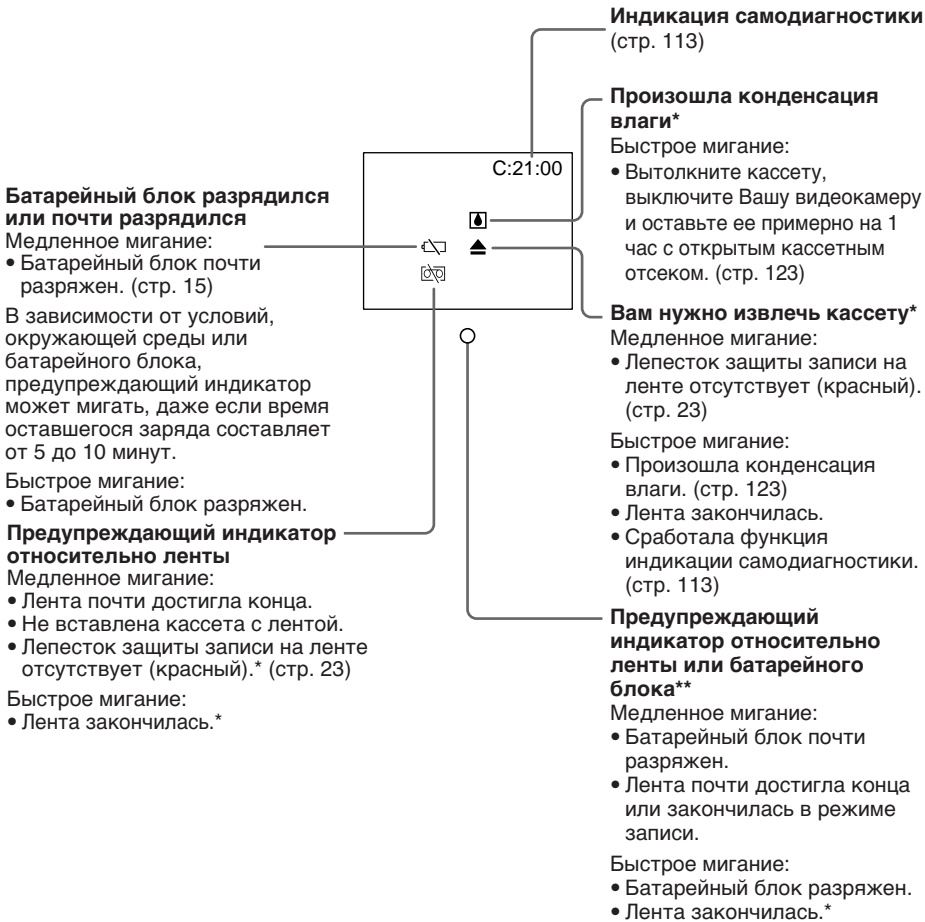 Индикация самодиагностики
(стр. 113)
Произошла конденсация
влаги*
Быстрое мигание:
• Вытолкните кассету,
выключите Вашу видеокамеру
и оставьте ее примерно на 1
час с открытым кассетным
отсеком. (стр. 123)
C:21:00
Батарейный блок разрядился
или почти разрядился
Медленное мигание:
• Батарейный блок почти
разряжен. (стр. 15)
В зависимости от условий,
окружающей среды или
батарейного блока,
предупреждающий индикатор
может мигать, даже если время
оставшегося заряда составляет
от 5 до 10 минут.
Быстрое мигание:
• Батарейный блок разряжен.
Предупреждающий индикатор
относительно ленты
Медленное мигание:
• Лента почти достигла конца.
• Не вставлена кассета с лентой.
• Лепесток защиты записи на ленте
отсутствует (красный).* (стр. 23)
Быстрое мигание:
• Лента закончилась.*
Вам нужно извлечь кассету*
Медленное мигание:
• Лепесток защиты записи на
ленте отсутствует (красный).
(стр. 23)
Быстрое мигание:
• Произошла конденсация
влаги. (стр. 123)
• Лента закончилась.
• Сработала функция
индикации самодиагностики.
(стр. 113)
Предупреждающий
индикатор относительно
ленты или батарейного
блока**
Медленное мигание:
• Батарейный блок почти
разряжен.
• Лента почти достигла конца
или закончилась в режиме
записи.
Быстрое мигание:
• Батарейный блок разряжен.
• Лента закончилась.*